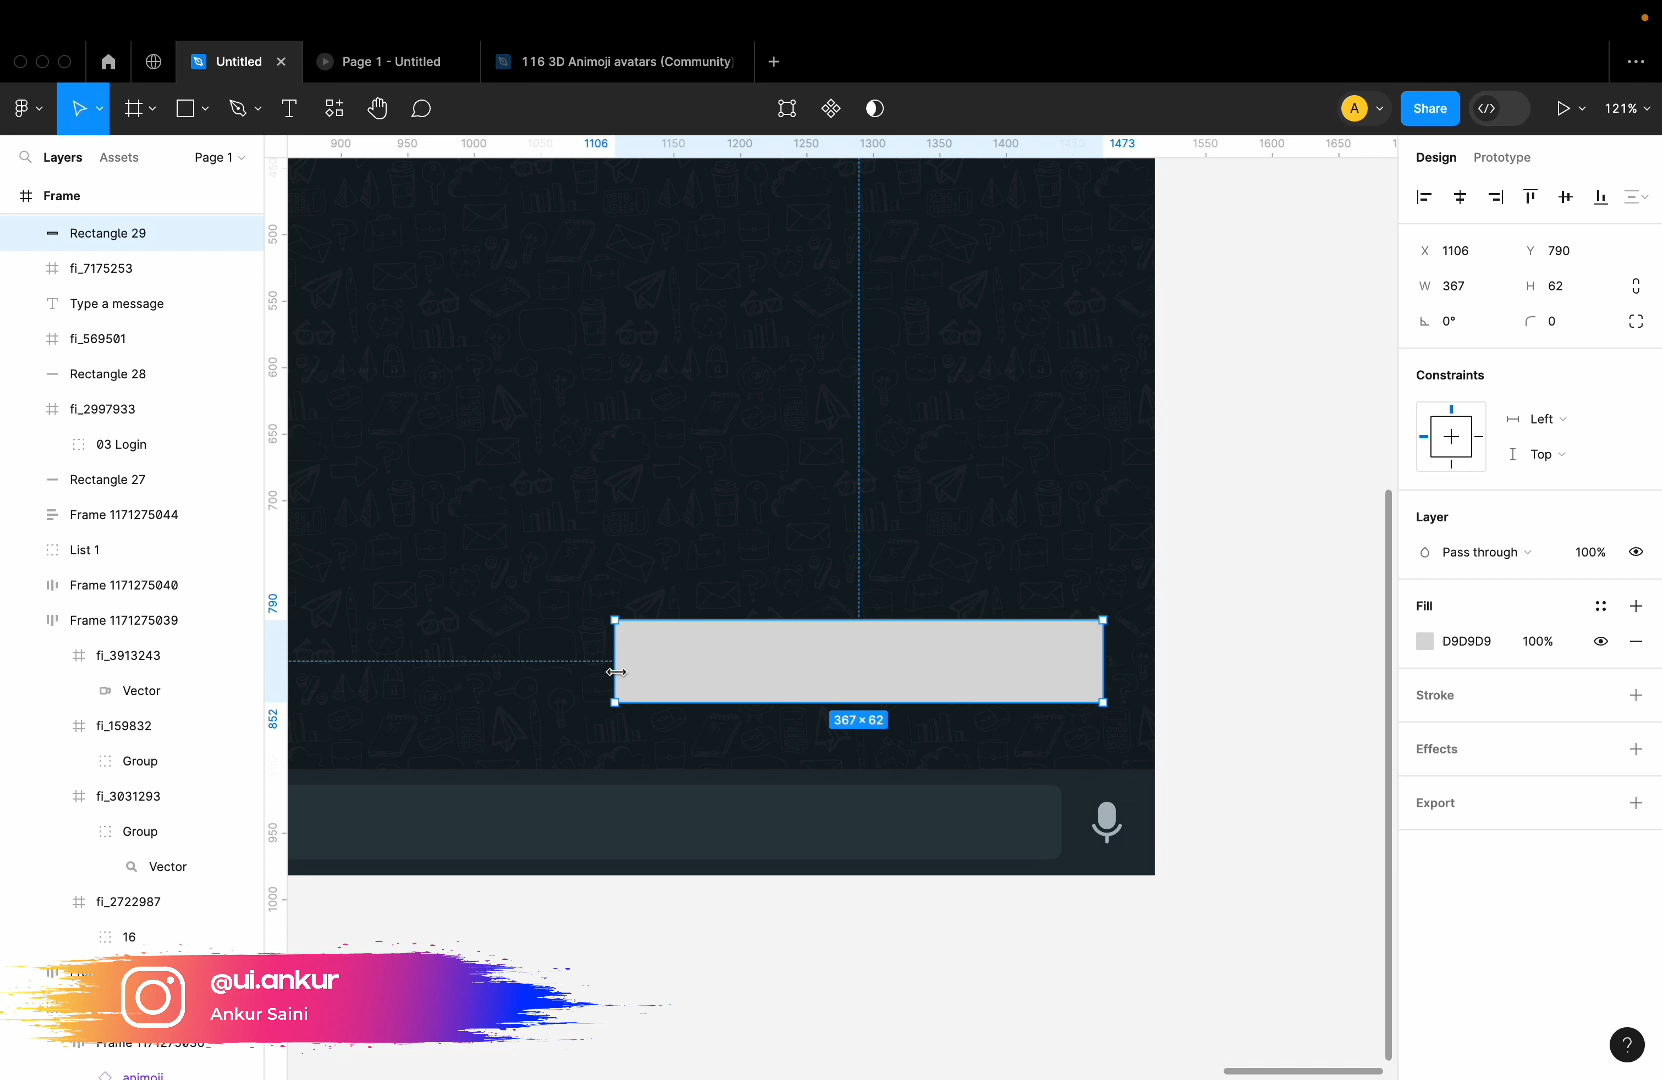 Untitled
Page 1 - Untitled
116 3D Animoji avatars (Community)
A
Share
121%
Layers
Assets
Page 1
Frame
Rectangle 29
fi_7175253
Type a message
fi_569501
Rectangle 28
fi_2997933
03 Login
Rectangle 27
Frame 1171275044
List 1
Frame 1171275040
Frame 1171275039
fi_3913243
Vector
fi_159832
Group
fi_3031293
Group
Vector
fi_2722987
16
animoji
900
950
1000
1050
1106
1150
1200
1250
1300
1350
1400
1473
1550
1600
1650
500
550
600
650
700
790
852
950
1000
367 × 62
Design
Prototype
X 1106
Y 790
W 367
H 62
0°
0
Constraints
Left
Top
Layer
Pass through
100%
Fill
D9D9D9
100%
Stroke
Effects
Export
?
@ui.ankur
Ankur Saini